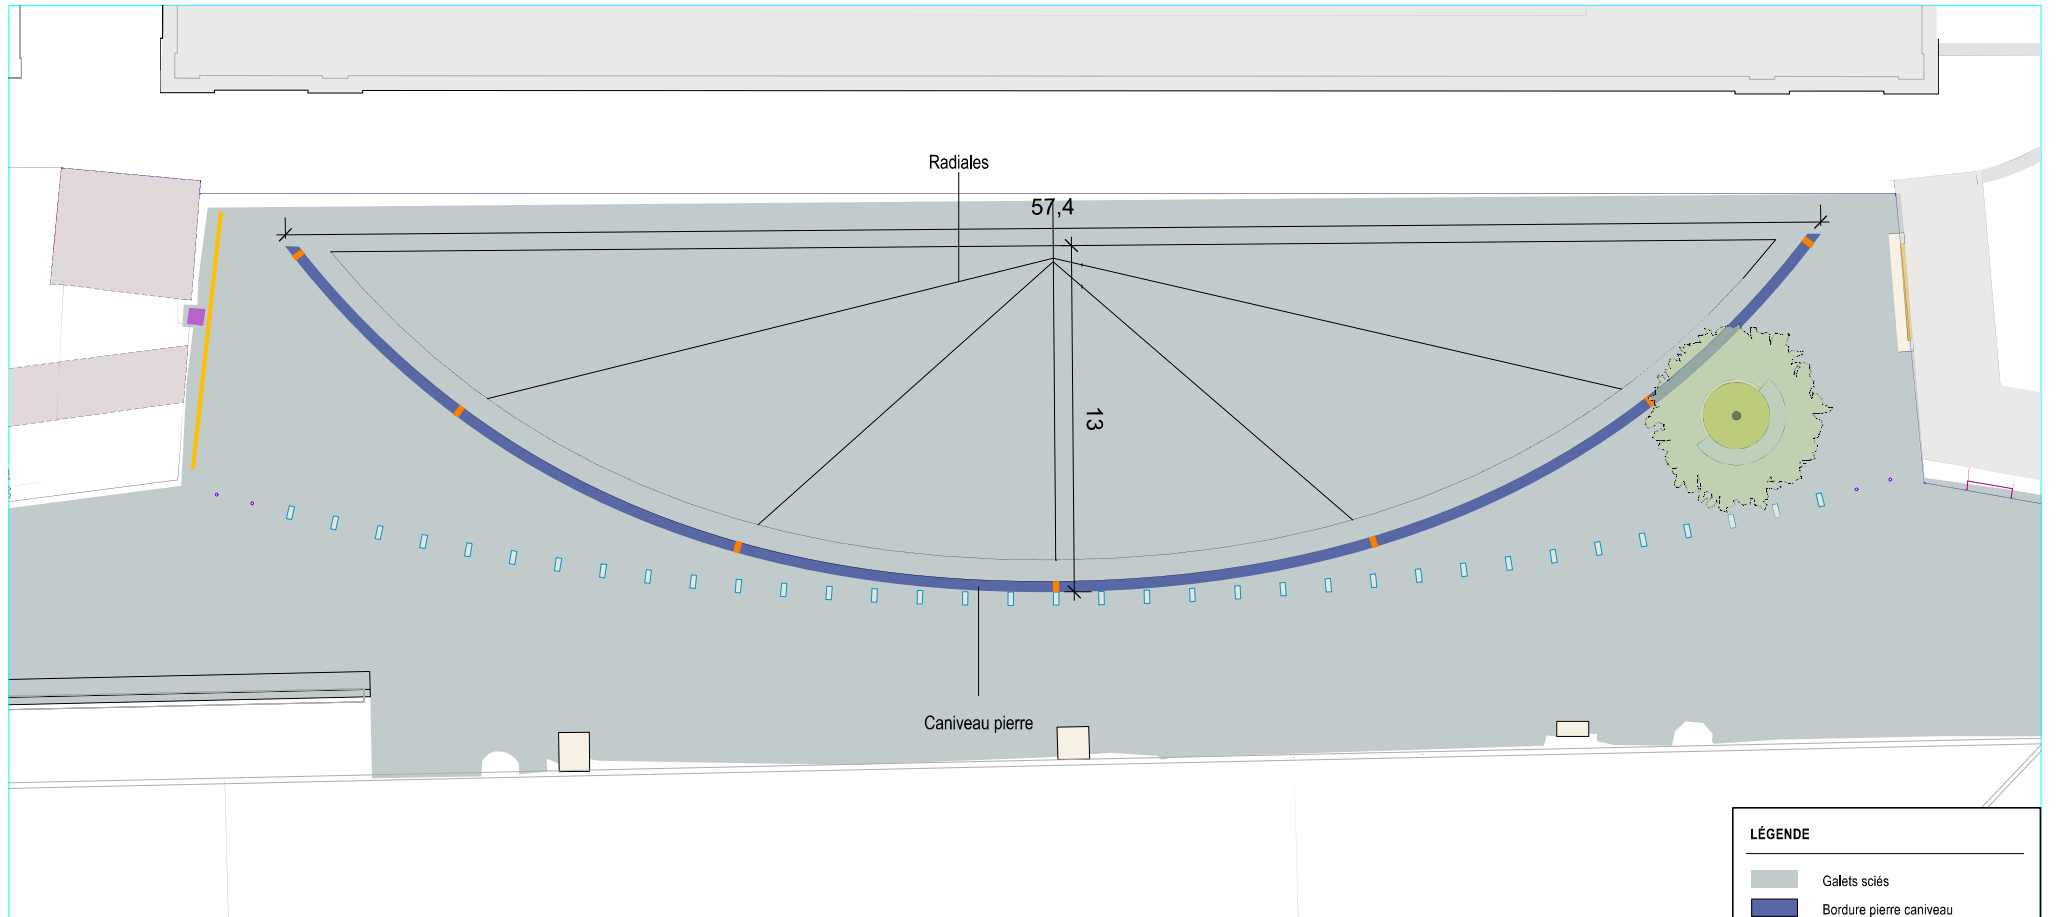 Radiales
57,4
13
Caniveau pierre
LÉGENDE
Galets sciés
Bordure pierre caniveau